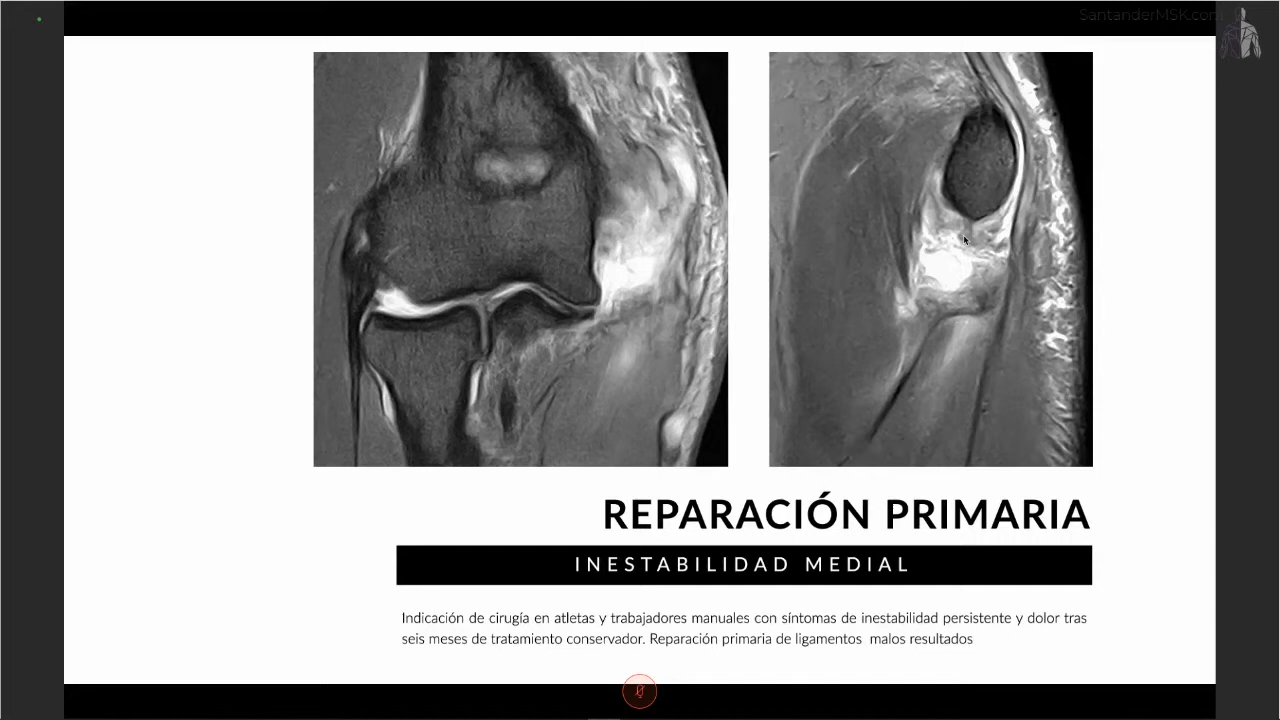 SantanderMSK.com
REPARACIÓN PRIMARIA
INESTABILIDAD MEDIAL
Indicación de cirugía en atletas y trabajadores manuales con síntomas de inestabilidad persistente y dolor tras
seis meses de tratamiento conservador. Reparación primaria de ligamentos malos resultados